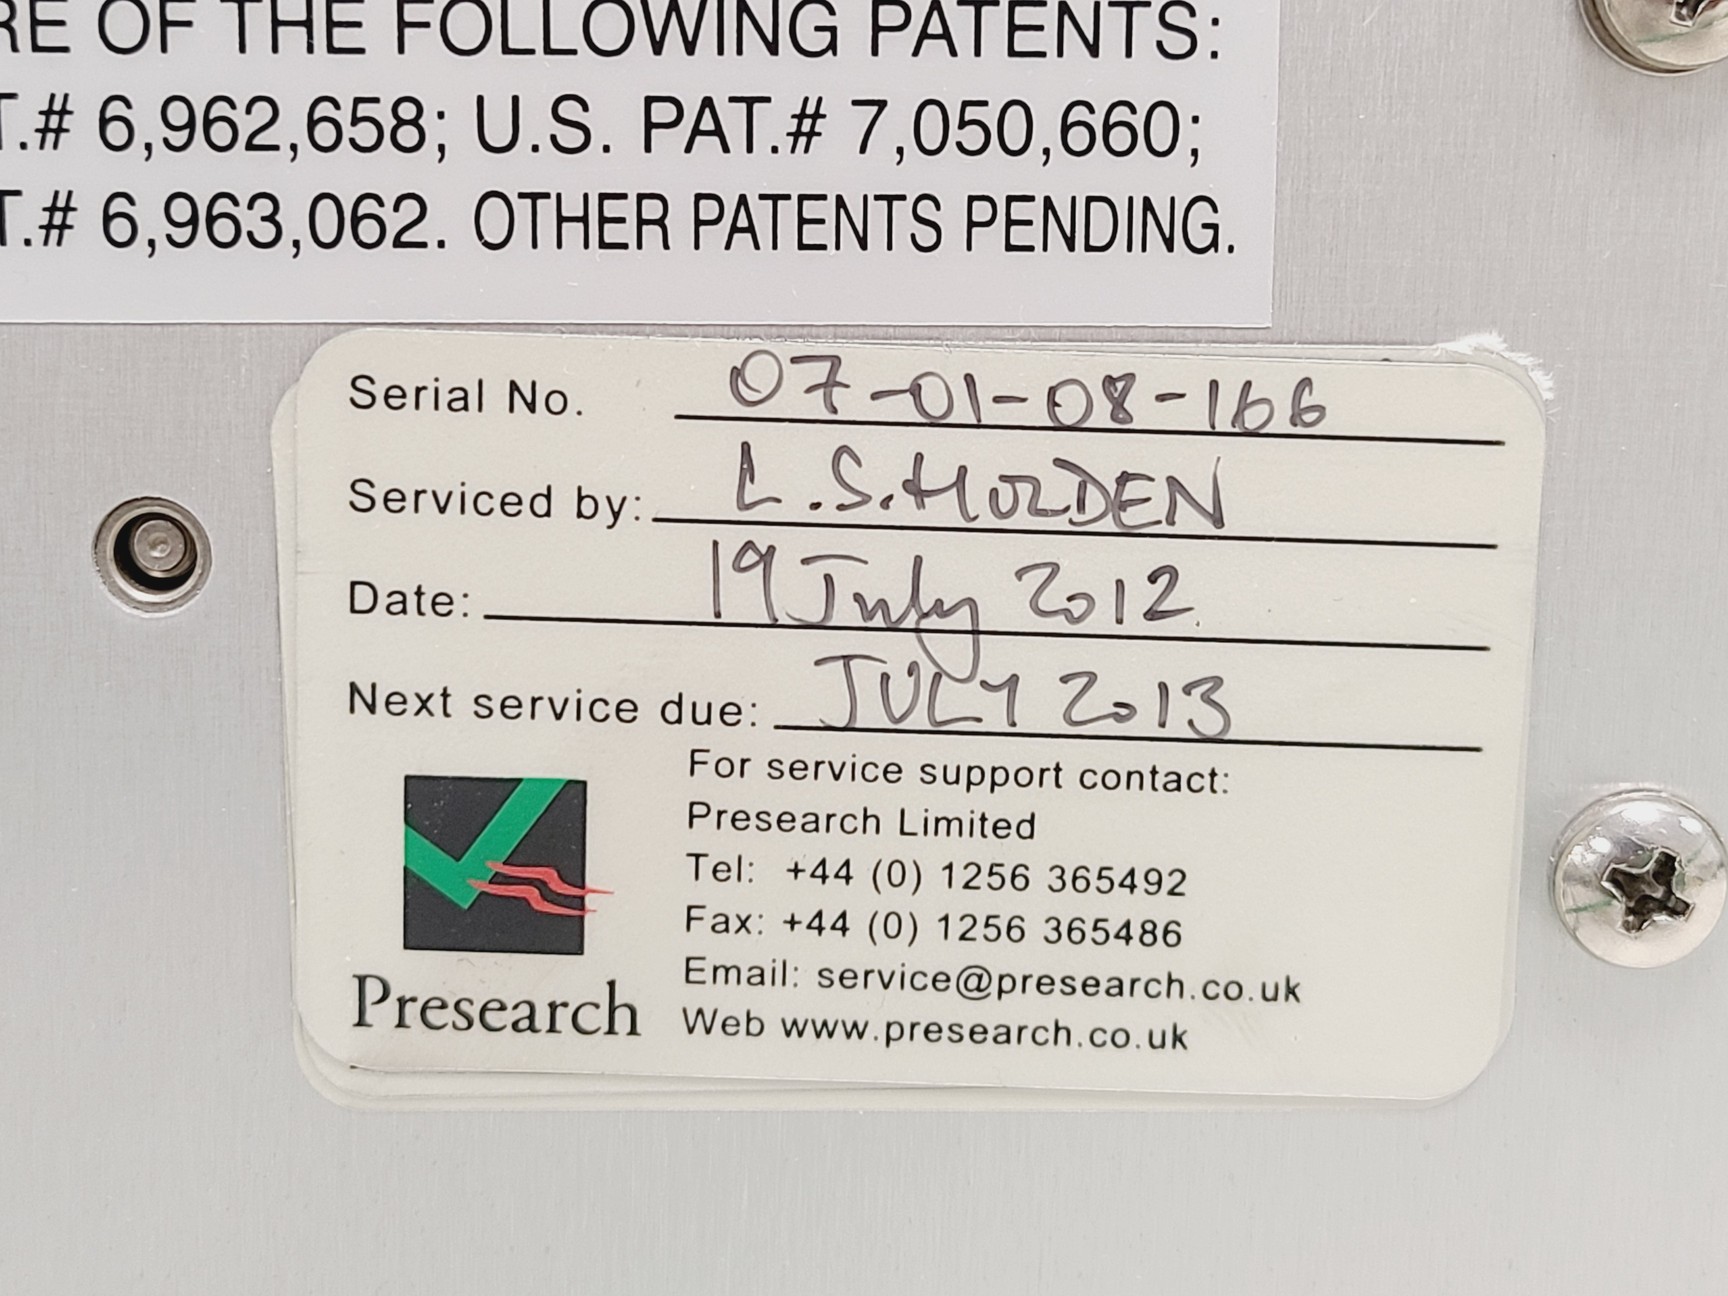 RE OF THE FOLLOWING PATENTS:
T.# 6,962,658; U.S. PAT.# 7,050,660;
T.# 6,963,062. OTHER PATENTS PENDING.
Serial No. 07-01-08-166
Serviced by: L.S.HOLDEN
Date: 19 July 2012.
Next service due: JULY 2013
For service support contact:
Presearch Limited
Tel: +44 (0) 1256 365492
Fax: +44 (0) 1256 365486
Email: service@presearch.co.uk
Web www.presearch.co.uk
Presearch